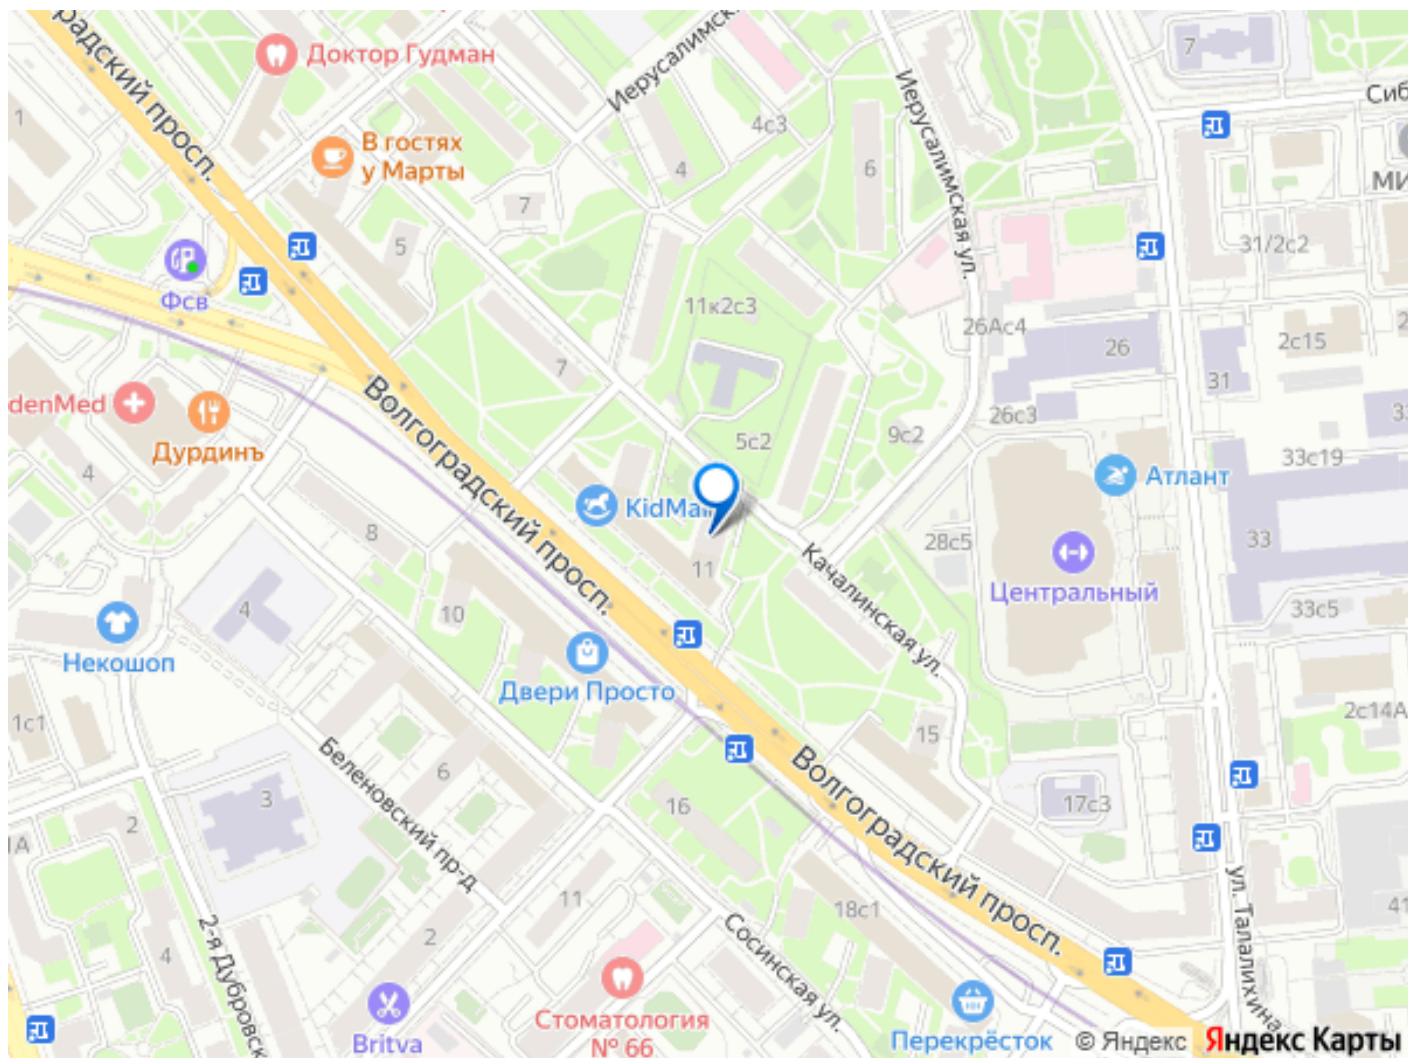 градский просп.
Доктор Гудман
Иерусалимск
7
Сиб
1
В гостях
у Марты
4с3
4
6
Иерусалимская ул.
МИ
7
5
31/2с2
Фсв
11к2с3
26Ас4
26
2с15
2
7
31
denMed
Дурдинъ
Волгоградский просп.
26с3
33
5с2
9с2
4
33с19
Атлант
KidMa
8
28с5
33
11
Качалинская ул.
Центральный
4
10
33с5
Некошоп
Двери Просто
1с1
2с14А
15
Беленовский пр-д
6
Волгоградский просп.
3
16
17с3
2
1А
11
18с1
ул. Талалихина
41
4
2-я Дубровск
2
Сосинская ул.
Britva
Стоматология
№ 66
Перекрёсток
© Яндекс
Яндекс Карты